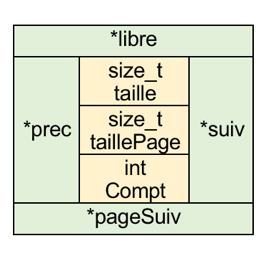 *libre
size_t
taille
*prec
size_t
taillePage
*suiv
int
Compt
*pageSuiv